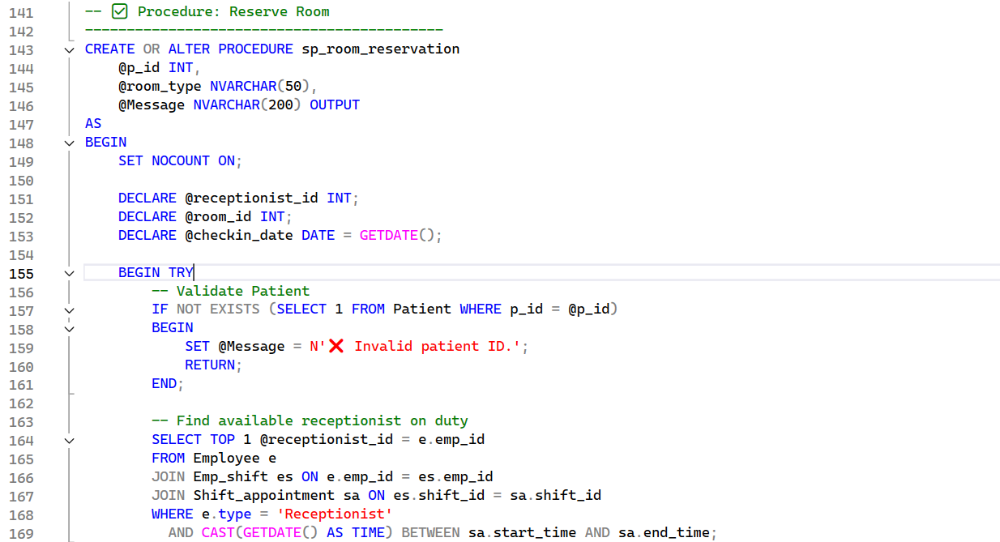 141 -- ✅ Procedure: Reserve Room
142 -------------------------------------------
143 CREATE OR ALTER PROCEDURE sp_room_reservation
144     @p_id INT,
145     @room_type NVARCHAR(50),
146     @Message NVARCHAR(200) OUTPUT
147 AS
148 BEGIN
149     SET NOCOUNT ON;
150
151     DECLARE @receptionist_id INT;
152     DECLARE @room_id INT;
153     DECLARE @checkin_date DATE = GETDATE();
154
155     BEGIN TRY
156         -- Validate Patient
157         IF NOT EXISTS (SELECT 1 FROM Patient WHERE p_id = @p_id)
158         BEGIN
159             SET @Message = N'❌ Invalid patient ID.';
160             RETURN;
161         END;
162
163         -- Find available receptionist on duty
164         SELECT TOP 1 @receptionist_id = e.emp_id
165         FROM Employee e
166         JOIN Emp_shift es ON e.emp_id = es.emp_id
167         JOIN Shift_appointment sa ON es.shift_id = sa.shift_id
168         WHERE e.type = 'Receptionist'
169           AND CAST(GETDATE() AS TIME) BETWEEN sa.start_time AND sa.end_time;